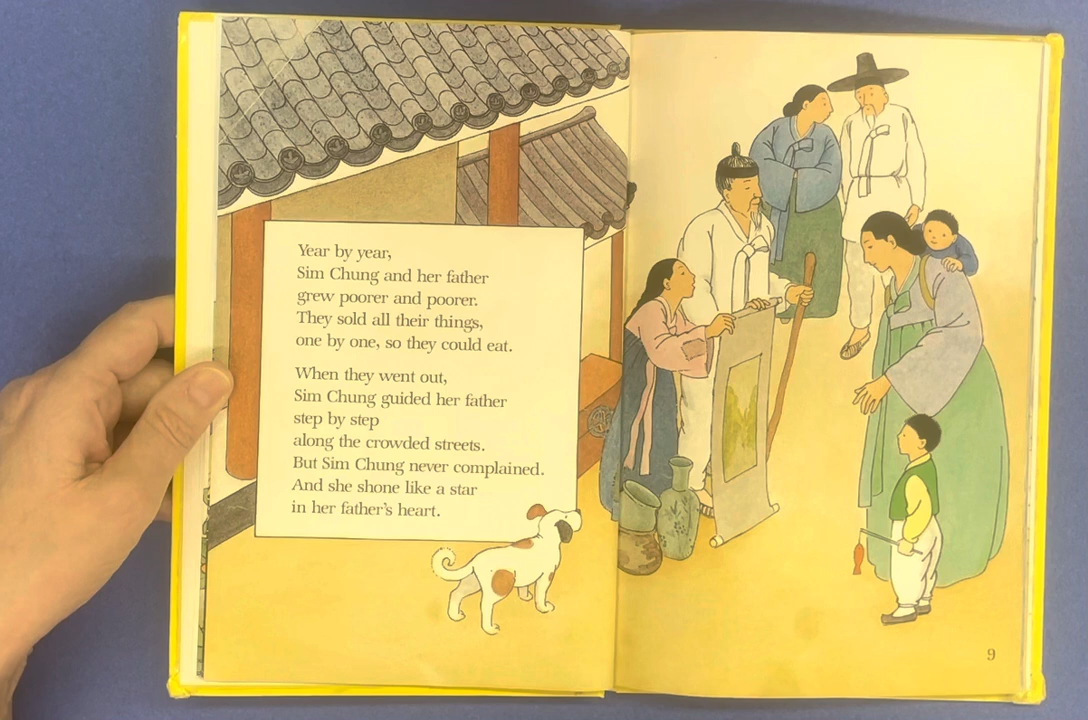 Year by year,
Sim Chung and her father
grew poorer and poorer.
They sold all their things,
one by one, so they could eat.
When they went out,
Sim Chung guided her father
step by step
along the crowded streets.
But Sim Chung never complained.
And she shone like a star
in her father's heart.
9